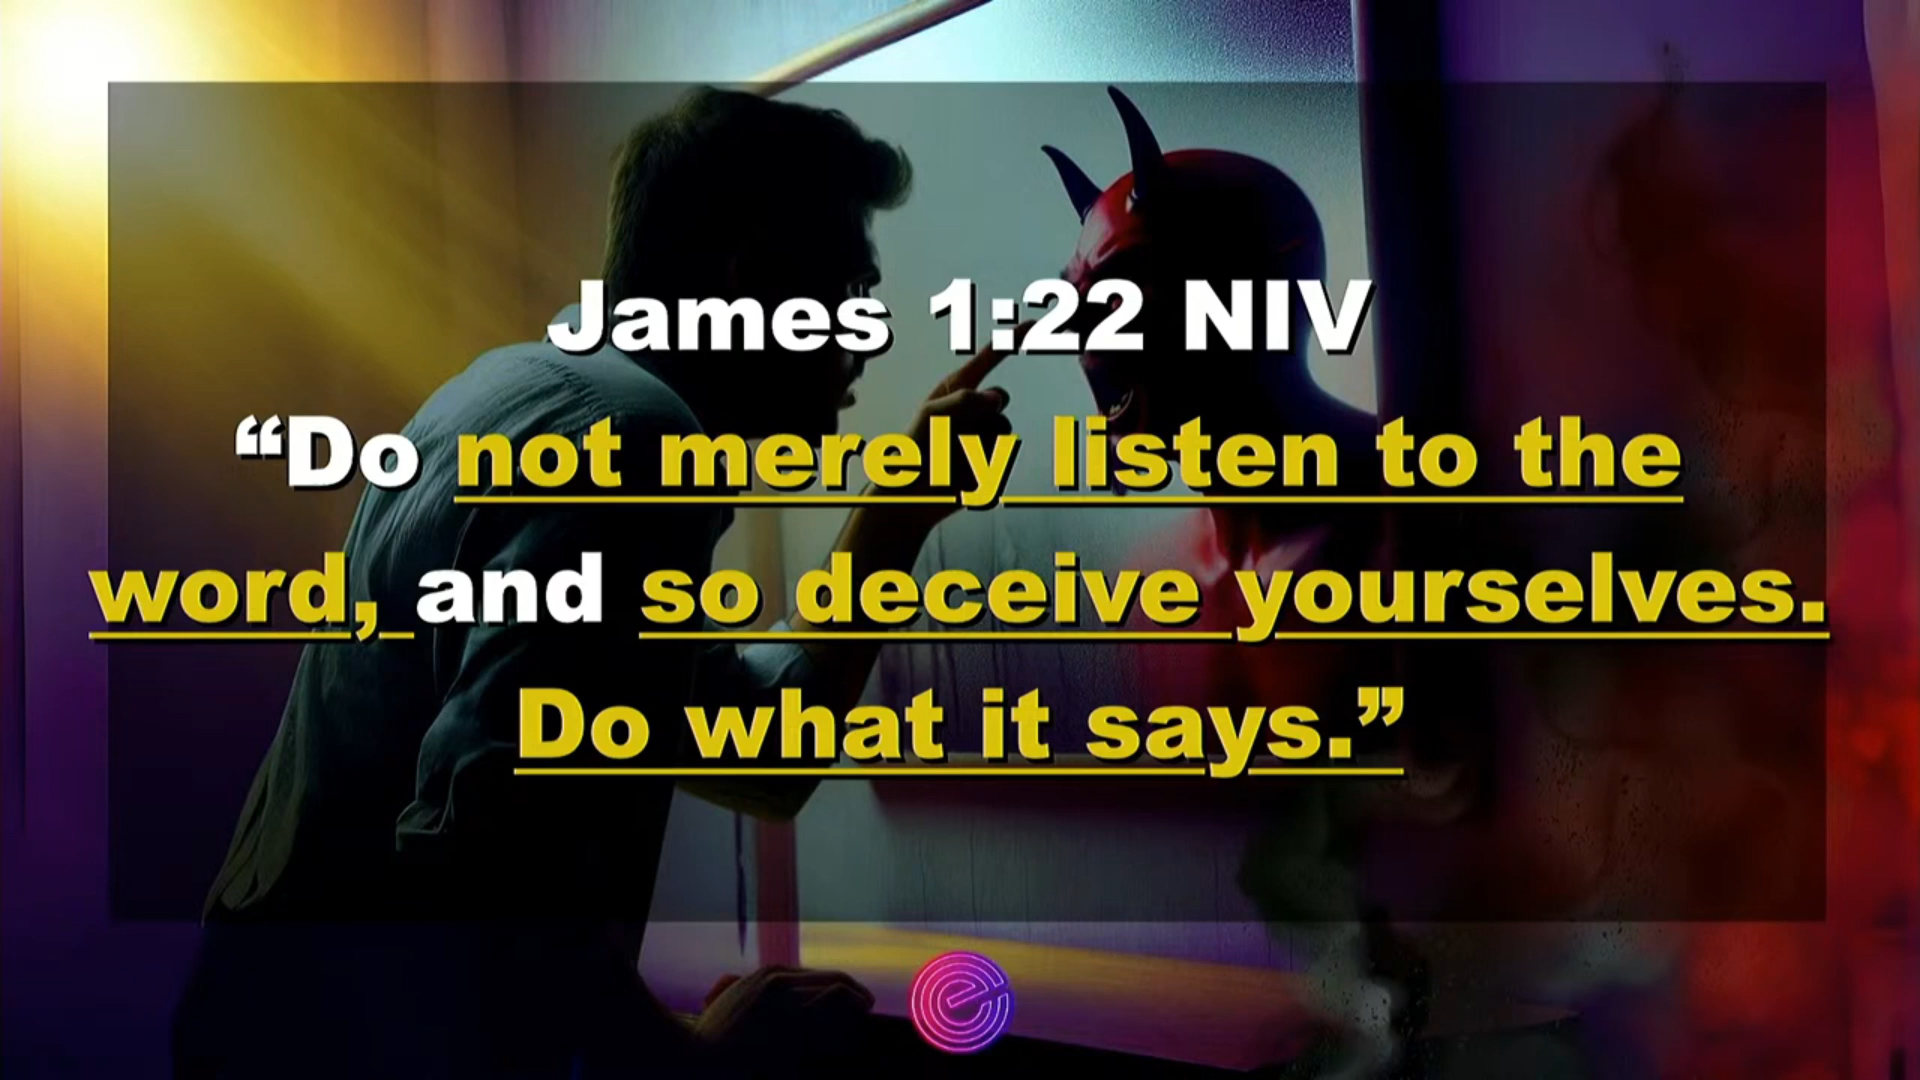 James 1:22 NIV
“Do not merely listen to the
word, and so deceive yourselves.
Do what it says.”